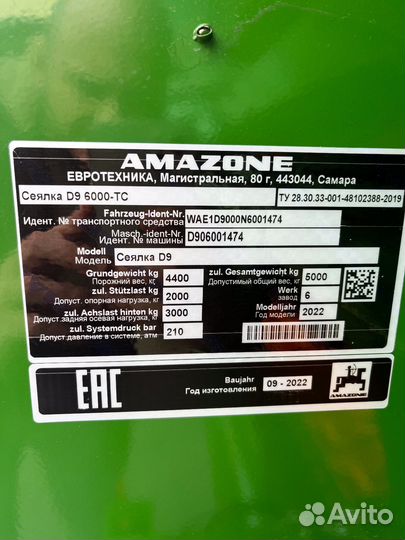 AMAZONE
ЕВРОТЕХНИКА, Магистральная, 80 г, 443044, Самара
Сеялка D9 6000-TC
ТУ 28.30.33-001-48102388-2019
Fahrzeug-Ident-Nr.
Идент. № транспортного средства
WAE1D9000N6001474
Masch.-ident-Nr.
Идент. № машины
D906001474
Modell
Модель
Сеялка D9
Grundgewicht kg
Порожний вес, кг
4400
zul. Gesamtgewicht kg
Допустимый общий вес, кг
5000
zul. Stützlast kg
Допуст. опорная нагрузка, кг
2000
Werk
завод
6
zul. Achslast hinten kg
Допуст.задняя осевая нагрузка, кг
3000
Modelljahr
Год модели
2022
zul. Systemdruck bar
Допуст.давление в системе, атм
210
EAC
Baujahr
Год изготовления
09 - 2022
AMAZONE
Avito